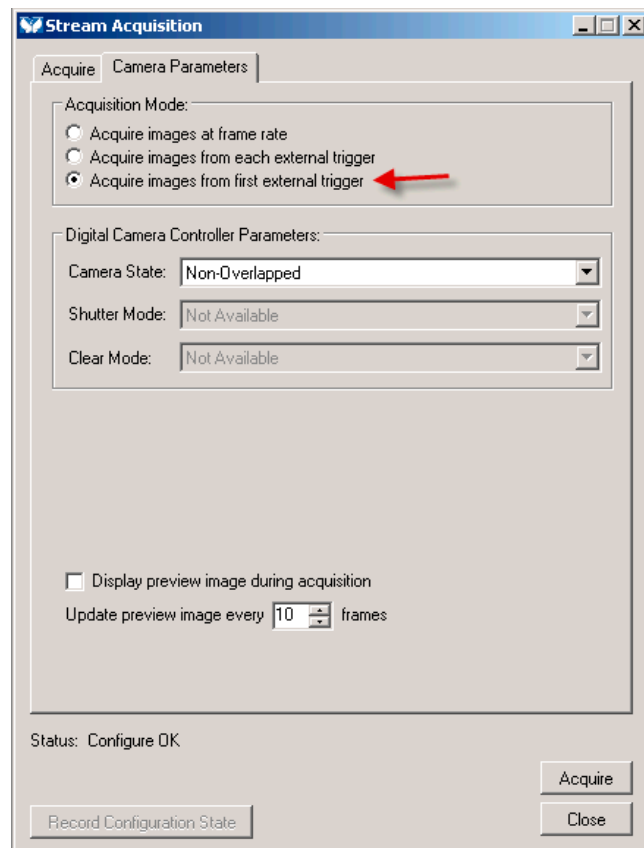 Stream Acquisition
Acquire Camera Parameters
Acquisition Mode:
Acquire images at frame rate
Acquire images from each external trigger
Acquire images from first external trigger
Digital Camera Controller Parameters:
Camera State: Non-Overlapped
Shutter Mode: Not Available
Clear Mode: Not Available
Display preview image during acquisition
Update preview image every 10 frames
Status: Configure OK
Acquire
Record Configuration State Close